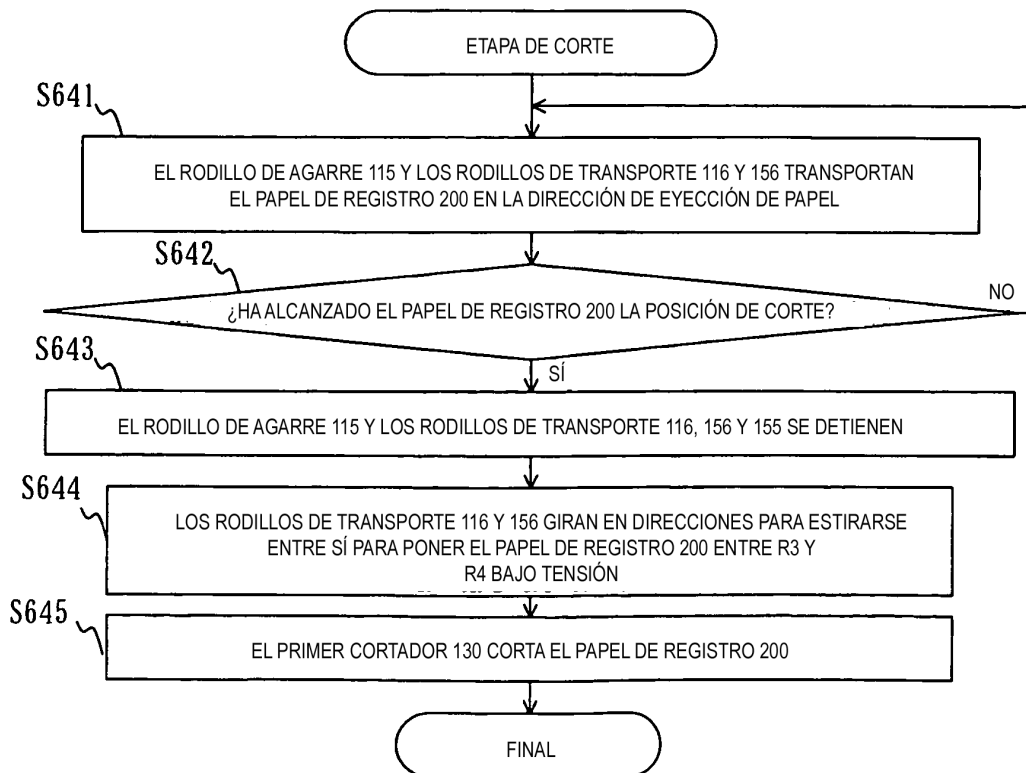 ETAPA DE CORTE
S641
EL RODILLO DE AGARRE 115 Y LOS RODILLOS DE TRANSPORTE 116 Y 156 TRANSPORTAN
EL PAPEL DE REGISTRO 200 EN LA DIRECCIÓN DE EYECCIÓN DE PAPEL
S642
¿HA ALCANZADO EL PAPEL DE REGISTRO 200 LA POSICIÓN DE CORTE?
NO
SÍ
S643
EL RODILLO DE AGARRE 115 Y LOS RODILLOS DE TRANSPORTE 116, 156 Y 155 SE DETIENEN
S644
LOS RODILLOS DE TRANSPORTE 116 Y 156 GIRAN EN DIRECCIONES PARA ESTIRARSE
ENTRE SÍ PARA PONER EL PAPEL DE REGISTRO 200 ENTRE R3 Y
R4 BAJO TENSIÓN
S645
EL PRIMER CORTADOR 130 CORTA EL PAPEL DE REGISTRO 200
FINAL